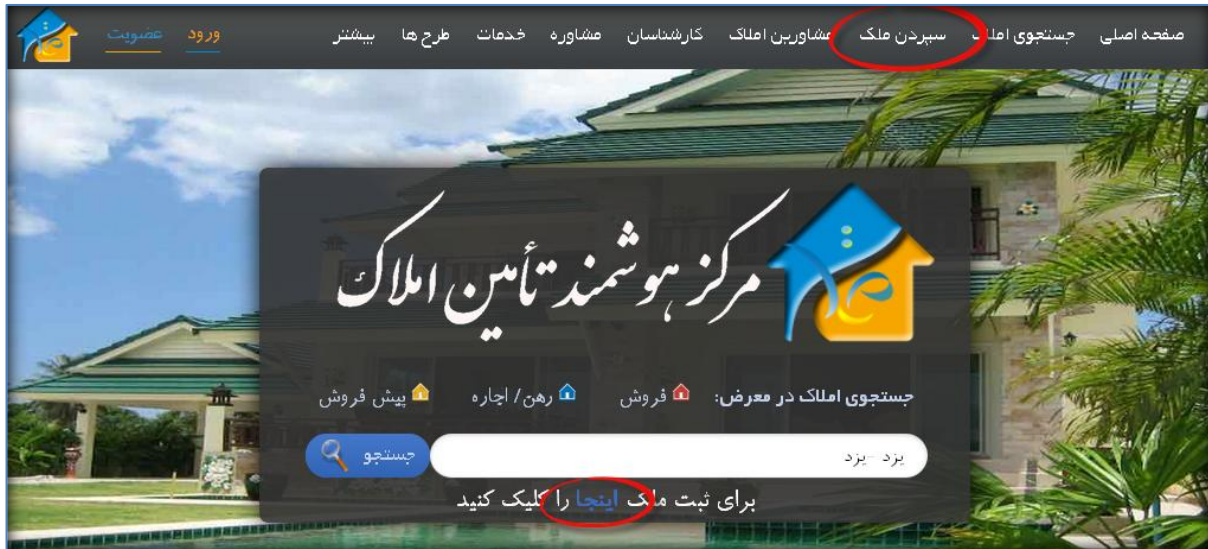 صفحه اصلی جستجوی املاک سپردن ملک مشاورین املاک کارشناسان مشاوره خدمات طرح ها بیشتر ورود عضویت
مرکز هوشمند تأمین املاک
جستجوی املاک در معرض: فروش رهن/ اجاره پیش فروش
یزد -یزد جستجو
برای ثبت ملک اینجا را کلیک کنید